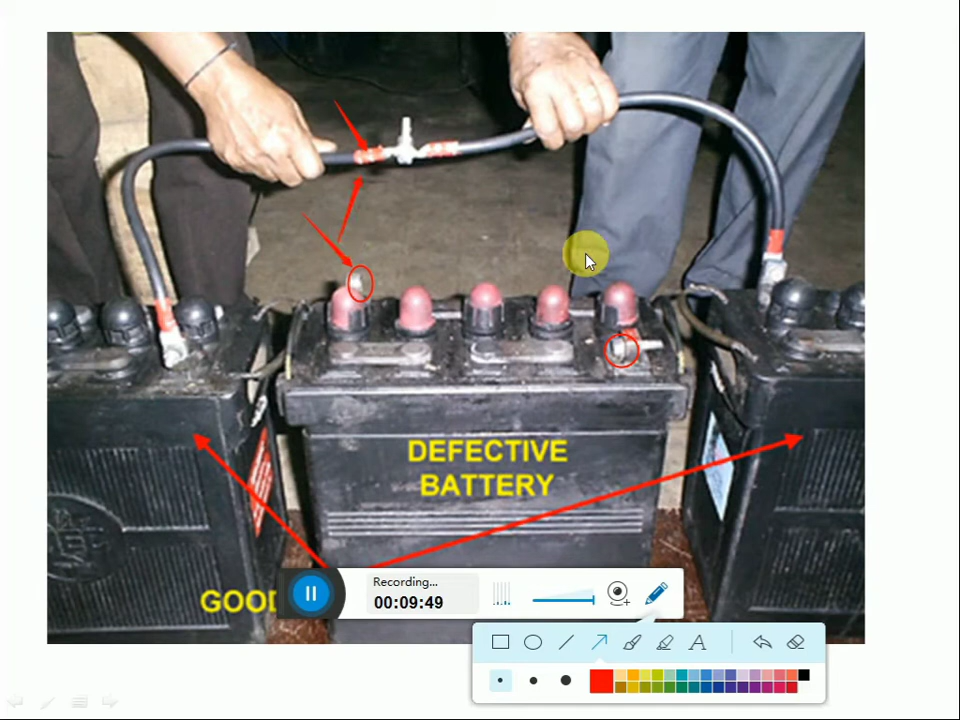 DEFECTIVE
BATTERY
GOOD
Recording...
00:09:49
A